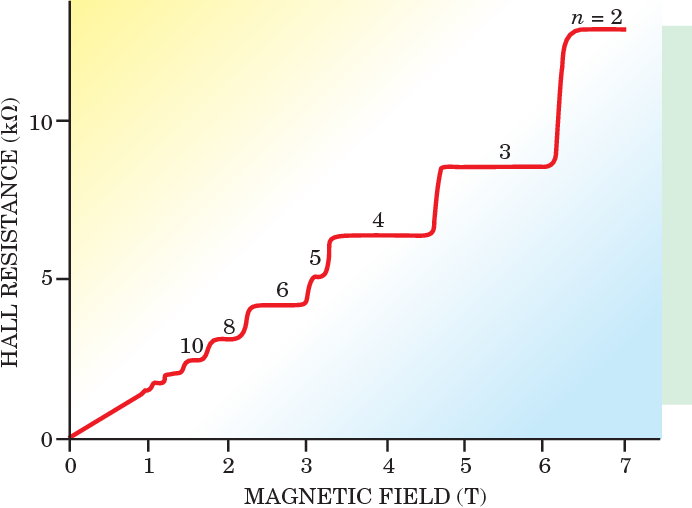 n = 2
10
3
4
5
5
6
8
10
0
0 1 2 3 4 5 6 7
HALL RESISTANCE (kΩ)
MAGNETIC FIELD (T)